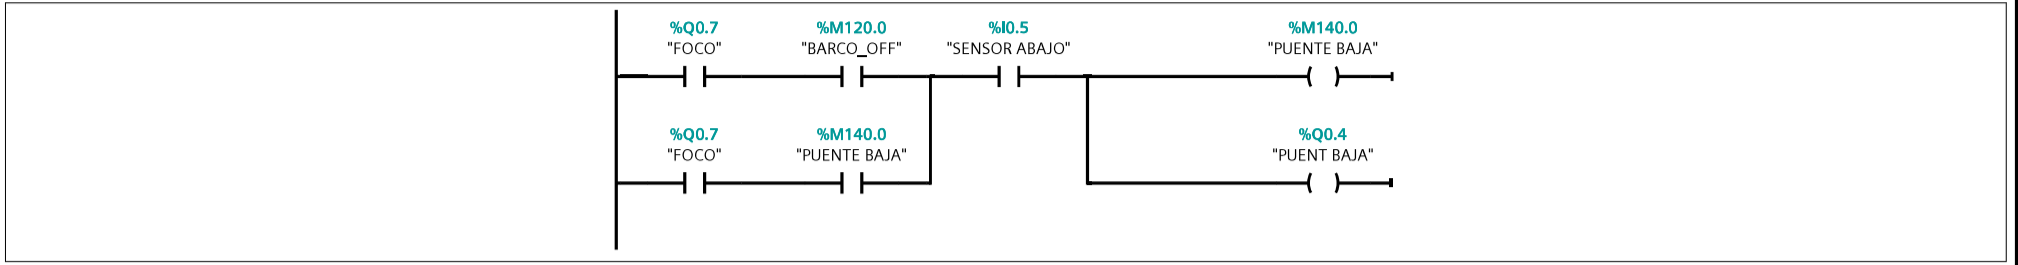 %Q0.7 %M120.0 %I0.5 %M140.0
"FOCO" "BARCO_OFF" "SENSOR ABAJO" "PUENTE BAJA"
%Q0.7 %M140.0 %Q0.4
"FOCO" "PUENTE BAJA" "PUENT BAJA"